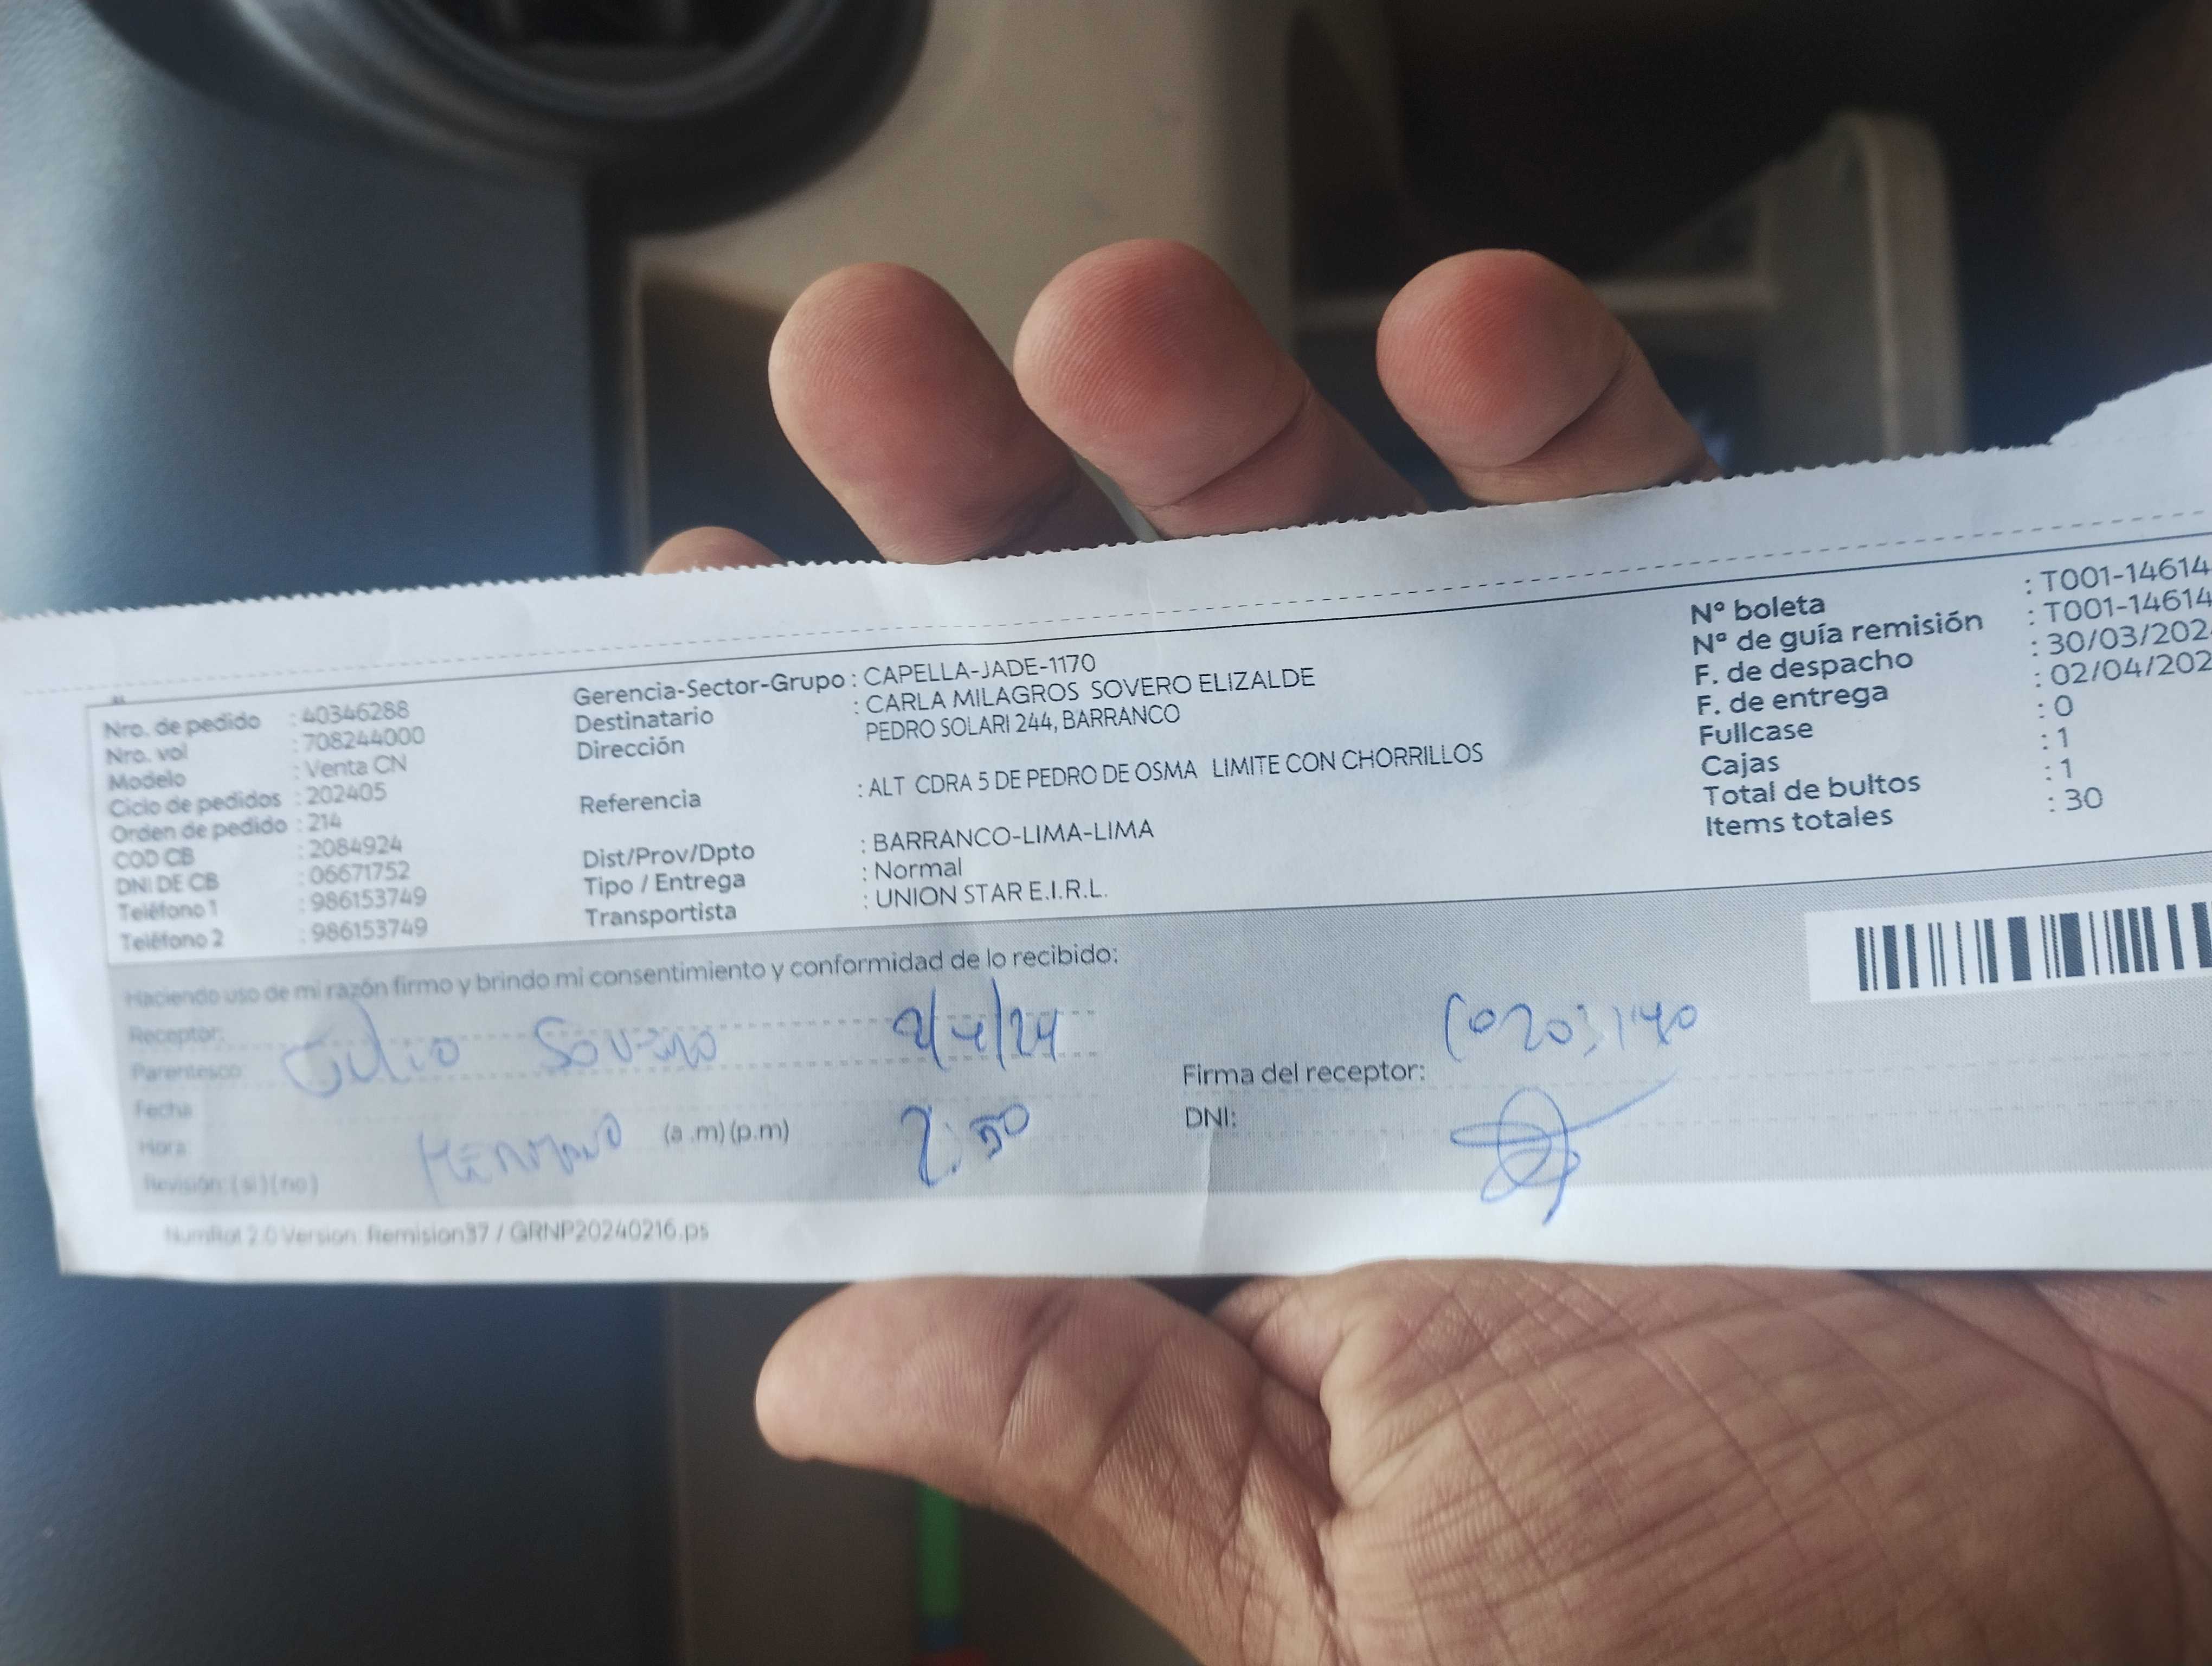 Nro. de pedido : 40346288
Nro. vol : 708244000
Modelo : Venta CN
Ciclo de pedidos : 202405
Orden de pedido : 214
COD CB : 2084924
DNI DE CB : 06671752
Teléfono 1 : 986153749
Teléfono 2 : 986153749
Gerencia-Sector-Grupo : CAPELLA-JADE-1170
Destinatario : CARLA MILAGROS SOVERO ELIZALDE
Dirección PEDRO SOLARI 244, BARRANCO
Referencia : ALT CDRA 5 DE PEDRO DE OSMA LIMITE CON CHORRILLOS
Dist/Prov/Dpto : BARRANCO-LIMA-LIMA
Tipo / Entrega : Normal
Transportista : UNION STAR E.I.R.L.
Nº boleta : T001-14614
Nº de guía remisión : T001-14614
F. de despacho : 30/03/202
F. de entrega : 02/04/202
Fullcase : 0
Cajas : 1
Total de bultos : 1
Items totales : 30
Haciendo uso de mi razón firmo y brindo mi consentimiento y conformidad de lo recibido:
Receptor: Julio Sovero 2/4/24
Parentesco:
Fecha
Hora HERMANO (a .m) (p.m) 2:50
Revisión: (si) (no)
Firma del receptor:
DNI:
NumRot 2.0 Version: Remision37 / GRNP20240216.ps